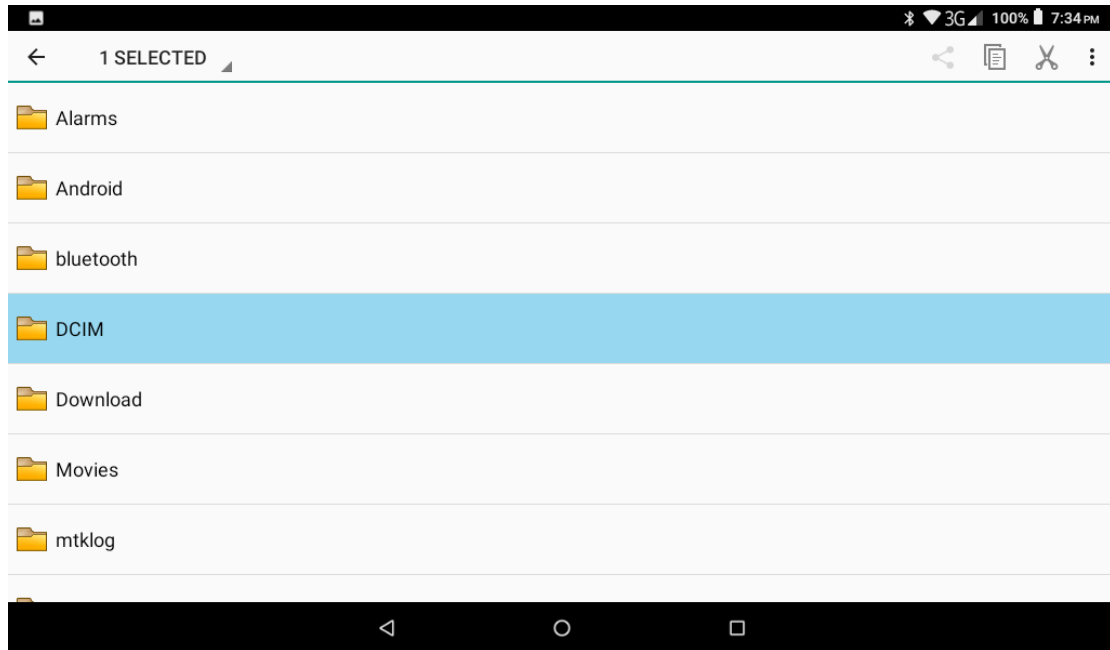 3G 100% 7:34 PM
1 SELECTED
Alarms
Android
bluetooth
DCIM
Download
Movies
mtklog